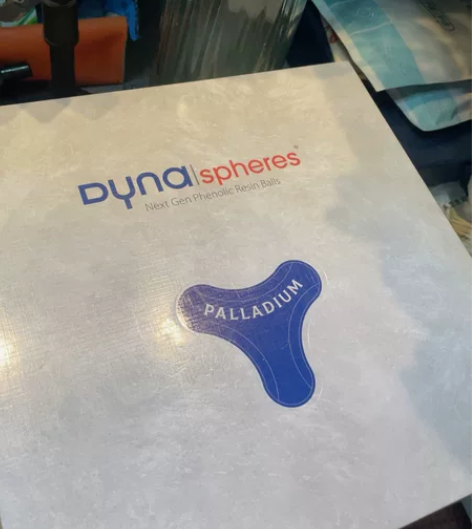 Dyna|spheres®
Next Gen Phenolic Resin Balls
PALLADIUM